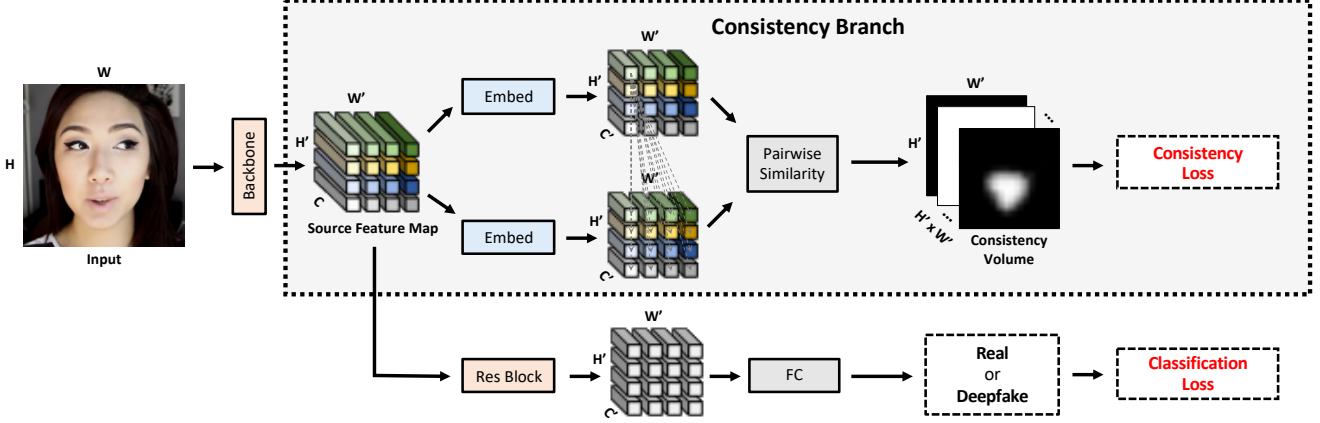 Consistency Branch
W
H
Input
Backbone
W’
H’
C
Source Feature Map
Embed
Embed
W’
H’
C’
W’
H’
C’
Pairwise
Similarity
W’
H’
...
...
H’ x W’
Consistency
Volume
Consistency
Loss
Res Block
W’
H’
C’
FC
Real
or
Deepfake
Classification
Loss